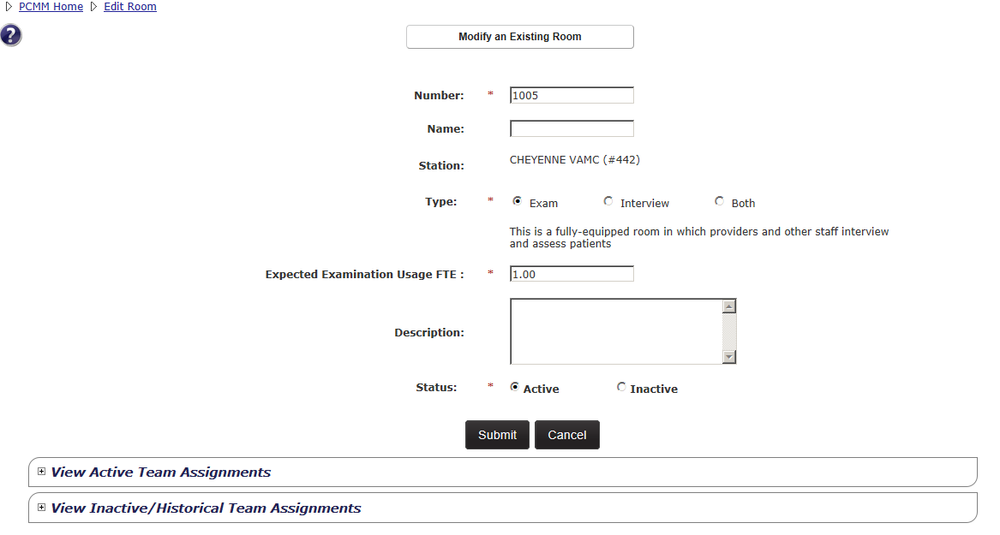 PCMM Home Edit Room
?
Modify an Existing Room
Number: * 1005
Name:
Station: CHEYENNE VAMC (#442)
Type: * Exam Interview Both
This is a fully-equipped room in which providers and other staff interview
and assess patients
Expected Examination Usage FTE : * 1.00
Description:
Status: * Active Inactive
Submit Cancel
View Active Team Assignments
View Inactive/Historical Team Assignments